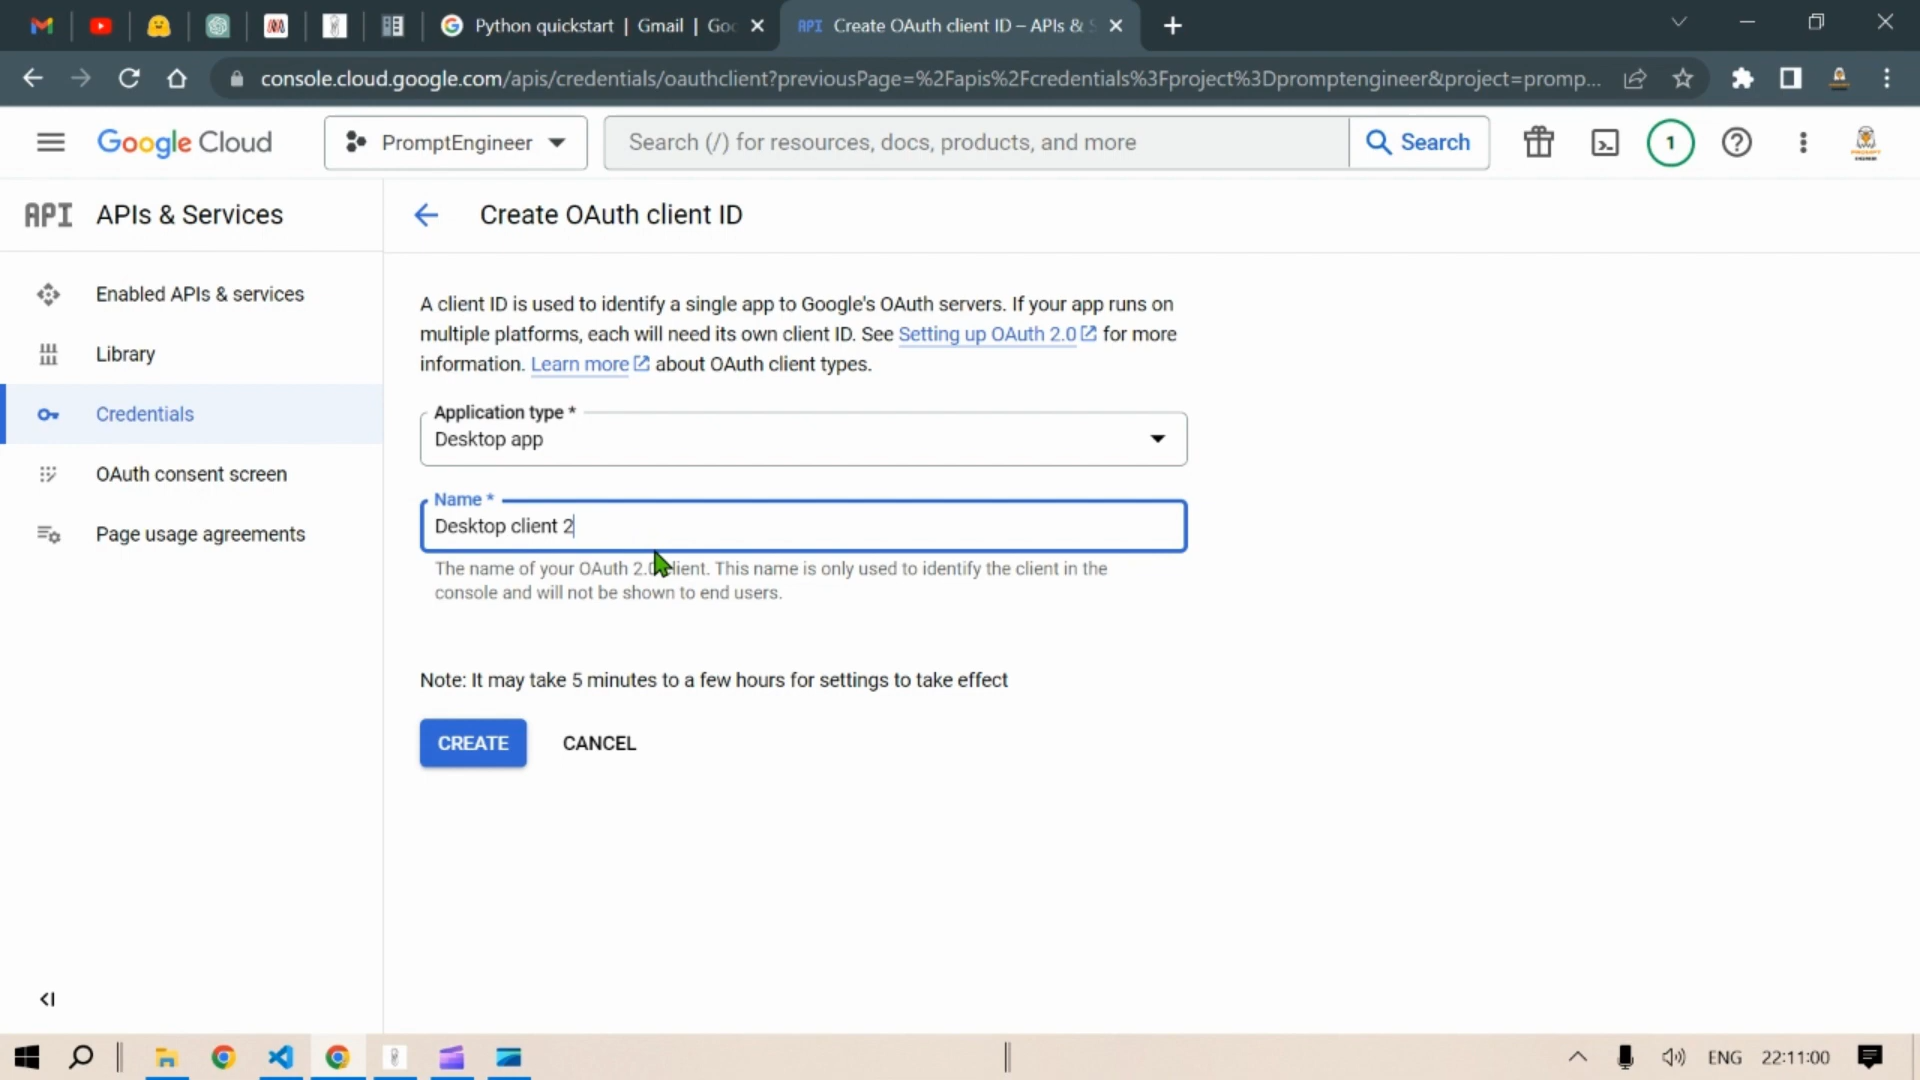 Python quickstart | Gmail | Goo
API Create OAuth client ID – APIs & S
console.cloud.google.com/apis/credentials/oauthclient?previousPage=%2Fapis%2Fcredentials%3Fproject%3Dpromptengineer&project=promp...
Google Cloud
PromptEngineer
Search (/) for resources, docs, products, and more
Search
1
API APIs & Services
Create OAuth client ID
Enabled APIs & services
Library
Credentials
OAuth consent screen
Page usage agreements
A client ID is used to identify a single app to Google's OAuth servers. If your app runs on
multiple platforms, each will need its own client ID. See Setting up OAuth 2.0 for more
information. Learn more about OAuth client types.
Application type *
Desktop app
Name *
Desktop client 2
The name of your OAuth 2.0 client. This name is only used to identify the client in the
console and will not be shown to end users.
Note: It may take 5 minutes to a few hours for settings to take effect
CREATE
CANCEL
ENG
22:11:00